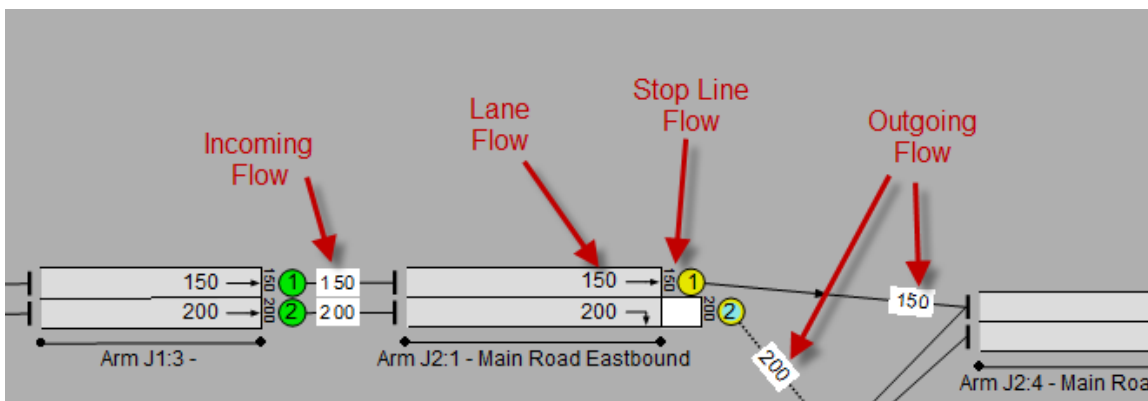 Incoming
Flow
Lane
Flow
Stop Line
Flow
Outgoing
Flow
150 150 1 150 150 150 1 150
200 200 2 200 200 200 2 200
Arm J1:3 -
Arm J2:1 - Main Road Eastbound
Arm J2:4 - Main Roa